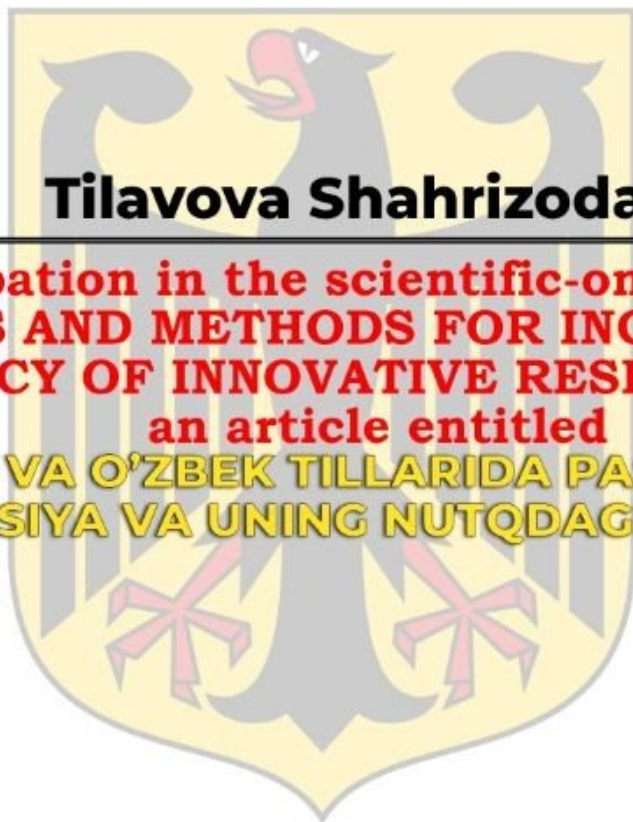 Tilavova Shahrizoda
pation in the scientific-on
S AND METHODS FOR INC
CY OF INNOVATIVE RES
an article entitled
VA O’ZBEK TILLARIDA PA
SIYA VA UNING NUTQDAG